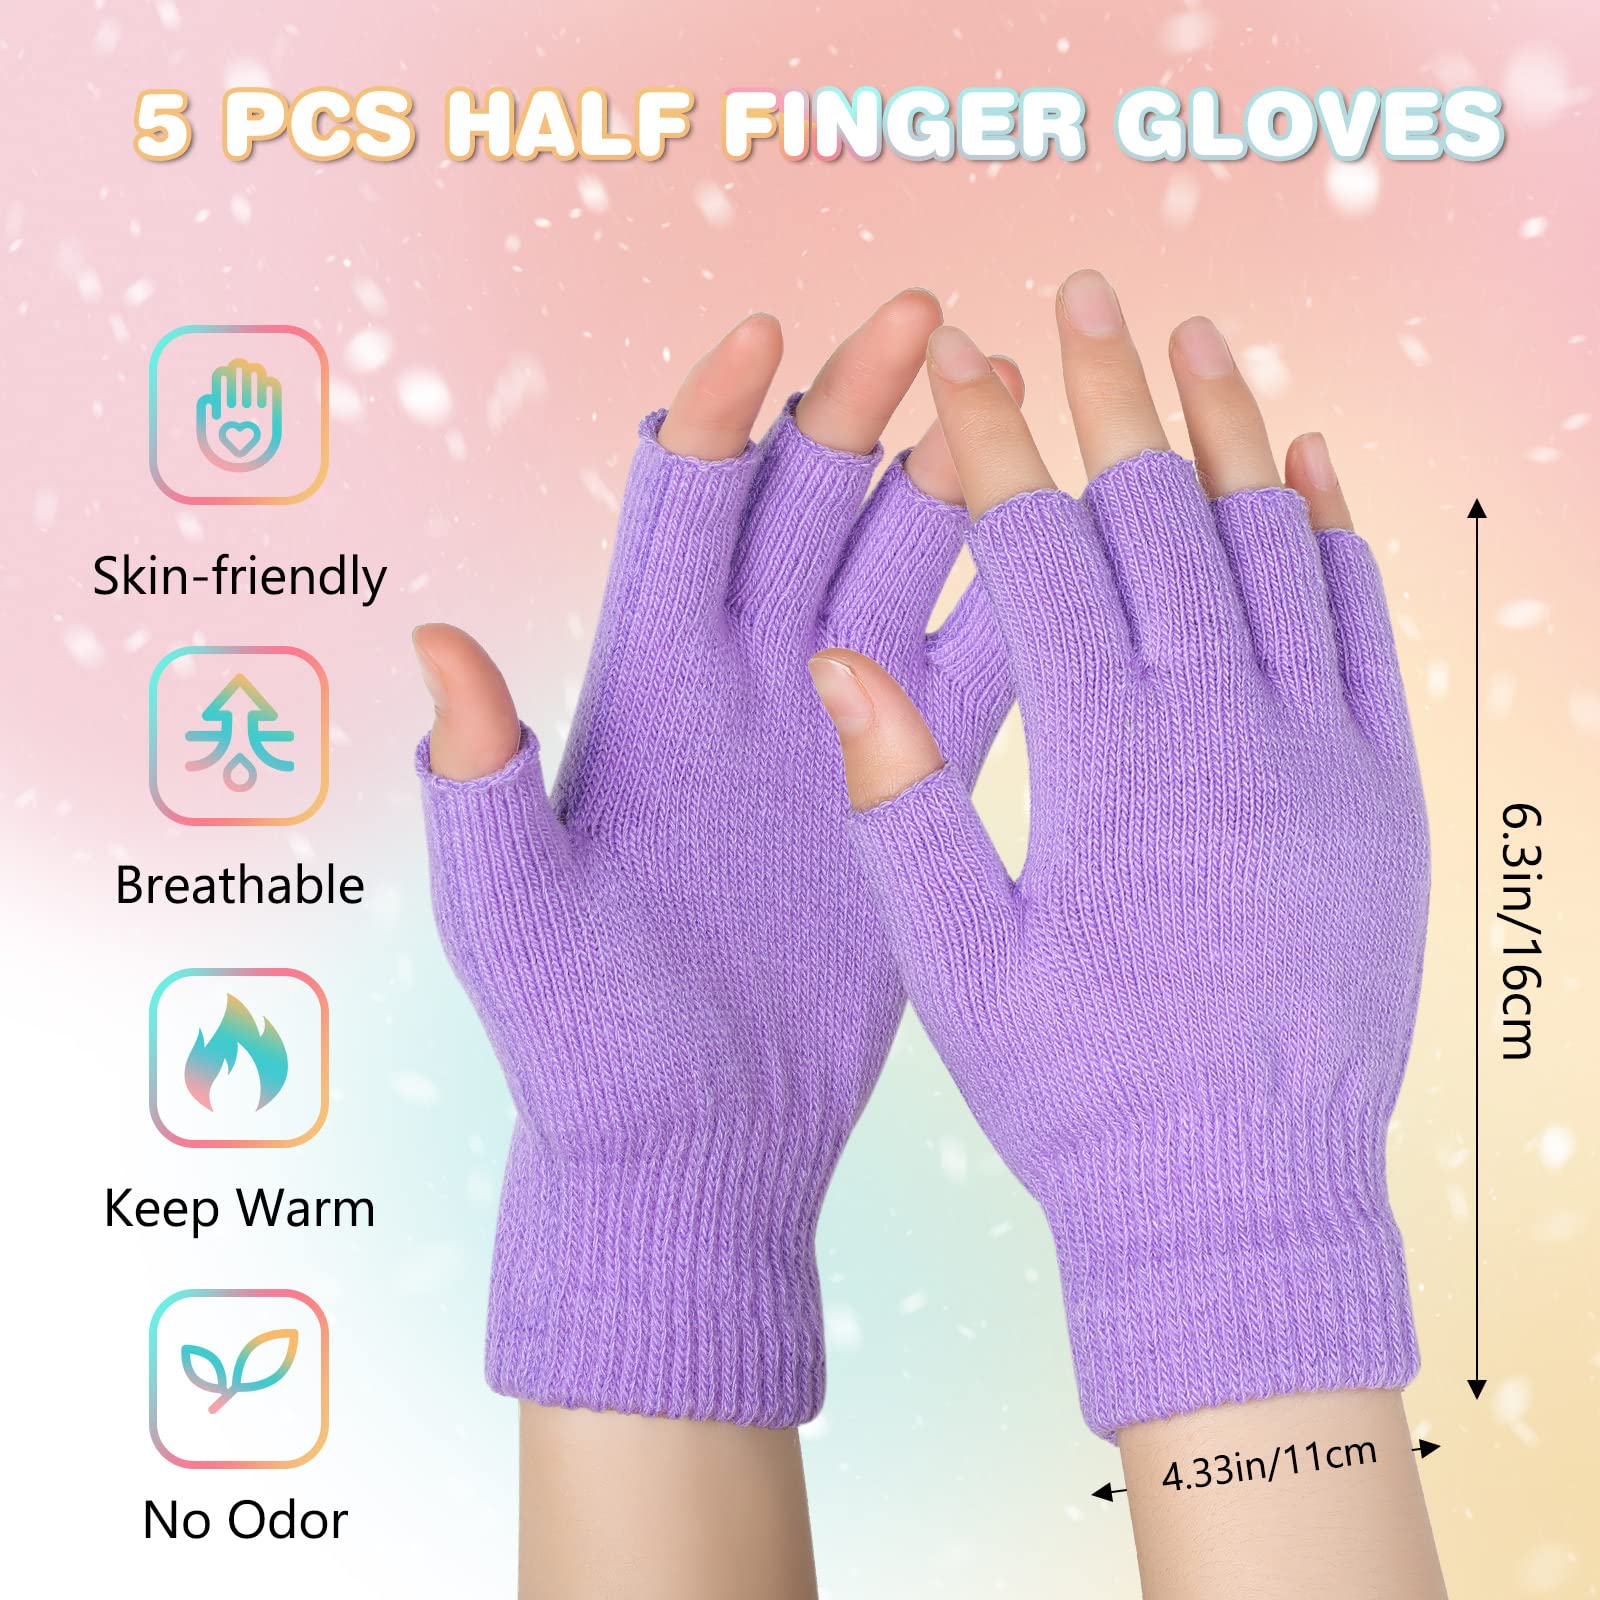 5 PCS HALF FINGER GLOVES
Skin-friendly
Breathable
Keep Warm
No Odor
6.3in/16cm
4.33in/11cm